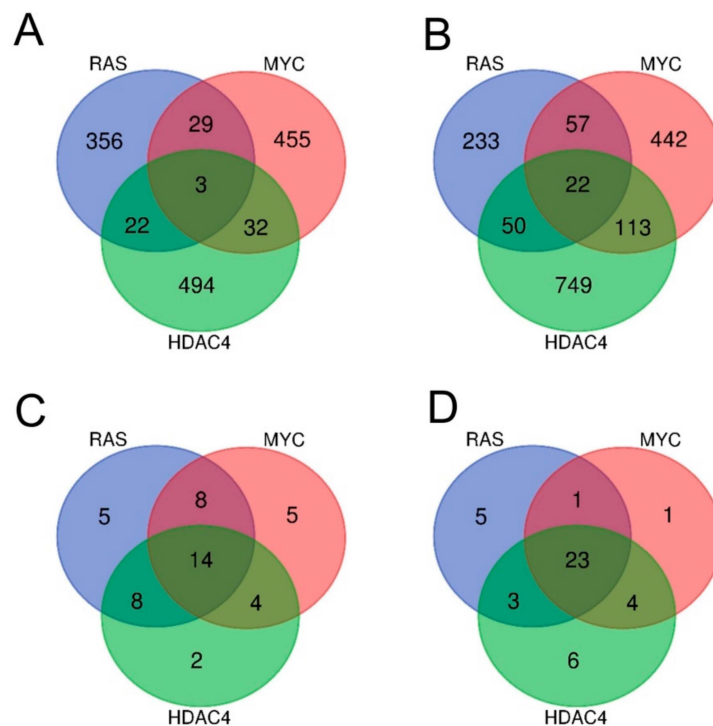 A
B
RAS MYC
RAS MYC
356 29 455
233 57 442
3
22
22 32
50 113
494
749
HDAC4
HDAC4
C
D
RAS MYC
RAS MYC
5 8 5
5 1 1
14
23
8 4
3 4
2
6
HDAC4
HDAC4